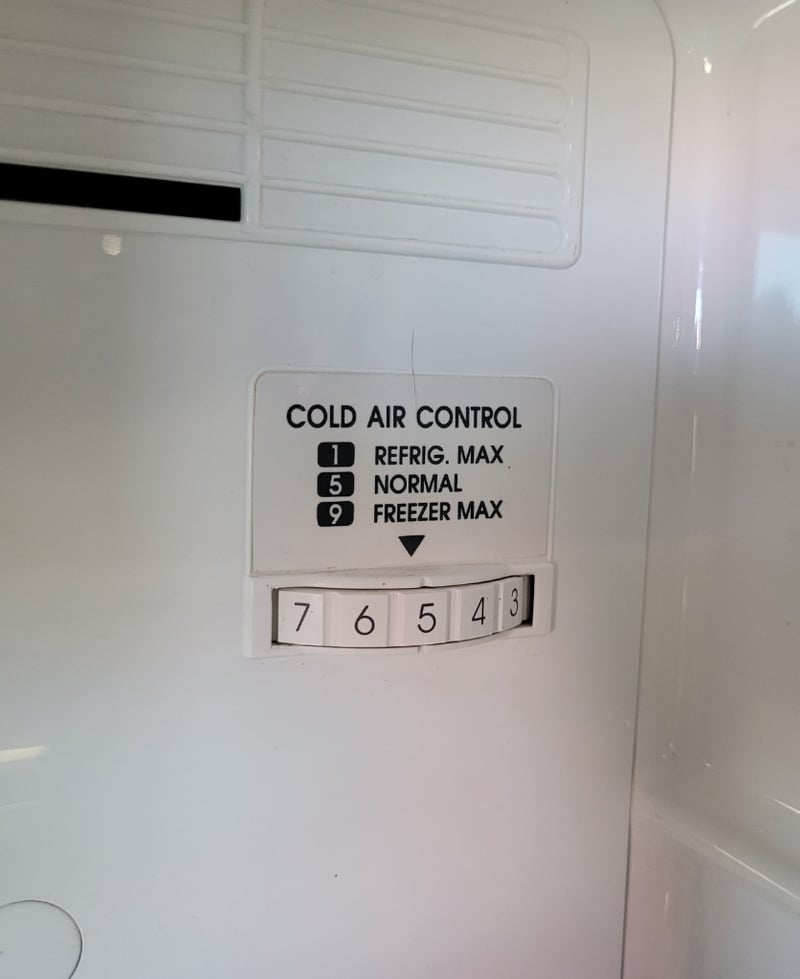 COLD AIR CONTROL
1 REFRIG. MAX
5 NORMAL
9 FREEZER MAX
7 6 5 4 3